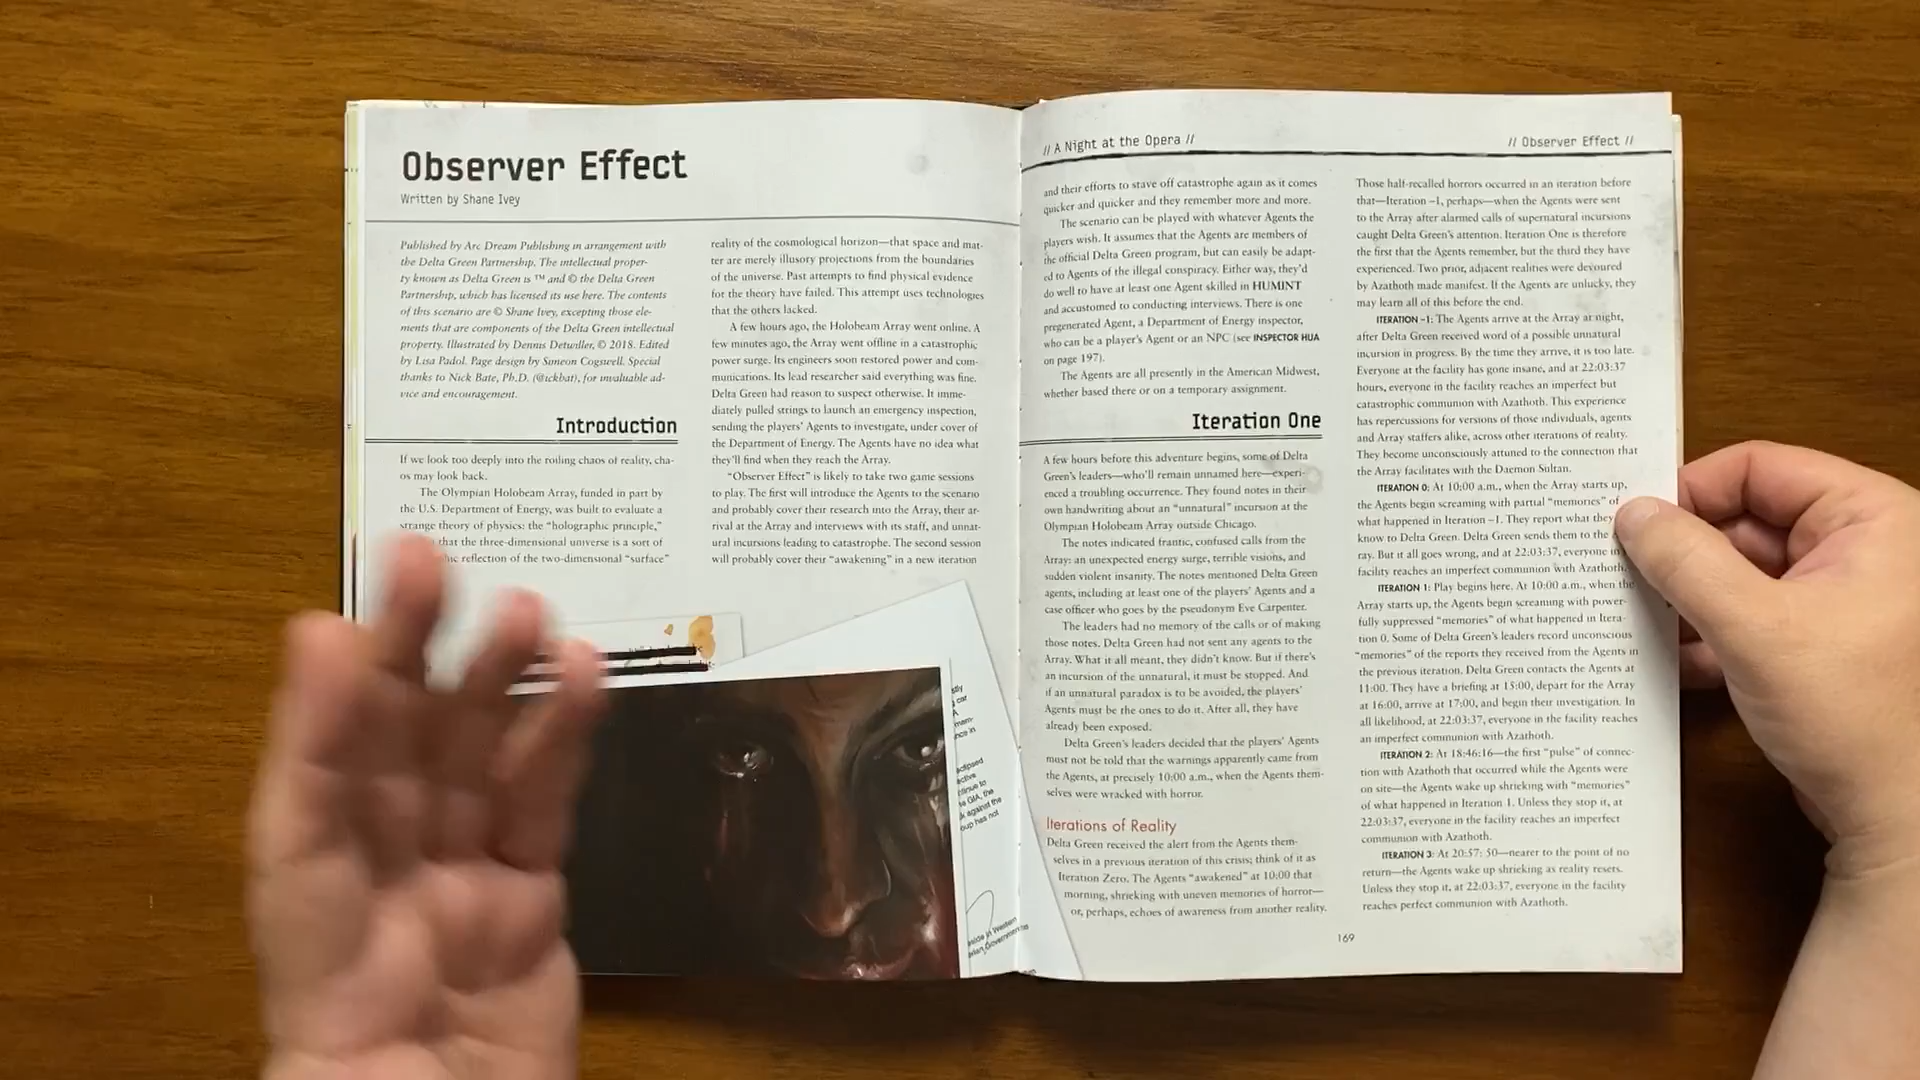 Observer Effect
Written by Shane Ivey
Published by Arc Dream Publishing in arrangement with
the Delta Green Partnership. The intellectual proper-
ty known as Delta Green is ™ and © the Delta Green
Partnership, which has licensed its use here. The contents
of this scenario are © Shane Ivey, excepting those ele-
ments that are components of the Delta Green intellectual
property. Illustrated by Dennis Detwiller, © 2018. Edited
by Lisa Padol. Page design by Simeon Cogswell. Special
thanks to Nick Bate, Ph.D. (@ickbat), for invaluable ad-
vice and encouragement.
Introduction
If we look too deeply into the roiling chaos of reality, cha-
os may look back.
The Olympian Holobeam Array, funded in part by
the U.S. Department of Energy, was built to evaluate a
strange theory of physics: the “holographic principle,”
that the three-dimensional universe is a sort of
reflection of the two-dimensional “surface”
reality of the cosmological horizon—that space and mat-
ter are merely illusory projections from the boundaries
of the universe. Past attempts to find physical evidence
for the theory have failed. This attempt uses technologies
that the others lacked.
A few hours ago, the Holobeam Array went online. A
few minutes ago, the Array went offline in a catastrophic
power surge. Its engineers soon restored power and com-
munications. Its lead researcher said everything was fine.
Delta Green had reason to suspect otherwise. It imme-
diately pulled strings to launch an emergency inspection,
sending the players’ Agents to investigate, under cover of
the Department of Energy. The Agents have no idea what
they’ll find when they reach the Array.
“Observer Effect” is likely to take two game sessions
to play. The first will introduce the Agents to the scenario
and probably cover their research into the Array, their ar-
rival at the Array and interviews with its staff, and unnat-
ural incursions leading to catastrophe. The second session
will probably cover their “awakening” in a new iteration
// A Night at the Opera //
// Observer Effect //
and their efforts to stave off catastrophe again as it comes
quicker and quicker and they remember more and more.
The scenario can be played with whatever Agents the
players wish. It assumes that the Agents are members of
the official Delta Green program, but can easily be adapt-
ed to Agents of the illegal conspiracy. Either way, they’d
do well to have at least one Agent skilled in HUMINT
and accustomed to conducting interviews. There is one
pregenerated Agent, a Department of Energy inspector,
who can be a player’s Agent or an NPC (see INSPECTOR HUA
on page 197).
The Agents are all presently in the American Midwest,
whether based there or on a temporary assignment.
Iteration One
A few hours before this adventure begins, some of Delta
Green’s leaders—who’ll remain unnamed here—experi-
enced a troubling occurrence. They found notes in their
own handwriting about an “unnatural” incursion at the
Olympian Holobeam Array outside Chicago.
The notes indicated frantic, confused calls from the
Array: an unexpected energy surge, terrible visions, and
sudden violent insanity. The notes mentioned Delta Green
agents, including at least one of the players’ Agents and a
case officer who goes by the pseudonym Eve Carpenter.
The leaders had no memory of the calls or of making
those notes. Delta Green had not sent any agents to the
Array. What it all meant, they didn’t know. But if there’s
an incursion of the unnatural, it must be stopped. And
if an unnatural paradox is to be avoided, the players’
Agents must be the ones to do it. After all, they have
already been exposed.
Delta Green’s leaders decided that the players’ Agents
must not be told that the warnings apparently came from
the Agents, at precisely 10:00 a.m., when the Agents them-
selves were wracked with horror.
Iterations of Reality
Delta Green received the alert from the Agents them-
selves in a previous iteration of this crisis; think of it as
Iteration Zero. The Agents “awakened” at 10:00 that
morning, shrieking with uneven memories of horror—
or, perhaps, echoes of awareness from another reality.
Those half-recalled horrors occurred in an iteration before
that—Iteration –1, perhaps—when the Agents were sent
to the Array after alarmed calls of supernatural incursions
caught Delta Green’s attention. Iteration One is therefore
the first that the Agents remember, but the third they have
experienced. Two prior, adjacent realities were devoured
by Azathoth made manifest. If the Agents are unlucky, they
may learn all of this before the end.
ITERATION –1: The Agents arrive at the Array at night,
after Delta Green received word of a possible unnatural
incursion in progress. By the time they arrive, it is too late.
Everyone at the facility has gone insane, and at 22:03:37
hours, everyone in the facility reaches an imperfect but
catastrophic communion with Azathoth. This experience
has repercussions for versions of those individuals, agents
and Array staffers alike, across other iterations of reality.
They become unconsciously attuned to the connection that
the Array facilitates with the Daemon Sultan.
ITERATION 0: At 10:00 a.m., when the Array starts up,
the Agents begin screaming with partial “memories” of
what happened in Iteration –1. They report what they
know to Delta Green. Delta Green sends them to the
ray. But it all goes wrong, and at 22:03:37, everyone in
facility reaches an imperfect communion with Azathoth.
ITERATION 1: Play begins here. At 10:00 a.m., when the
Array starts up, the Agents begin screaming with power-
fully suppressed “memories” of what happened in Itera-
tion 0. Some of Delta Green’s leaders record unconscious
“memories” of the reports they received from the Agents in
the previous iteration. Delta Green contacts the Agents at
11:00. They have a briefing at 15:00, depart for the Array
at 16:00, arrive at 17:00, and begin their investigation. In
all likelihood, at 22:03:37, everyone in the facility reaches
an imperfect communion with Azathoth.
ITERATION 2: At 18:46:16—the first “pulse” of connec-
tion with Azathoth that occurred while the Agents were
on site—the Agents wake up shrieking with “memories”
of what happened in Iteration 1. Unless they stop it, at
22:03:37, everyone in the facility reaches an imperfect
communion with Azathoth.
ITERATION 3: At 20:57: 50—nearer to the point of no
return—the Agents wake up shrieking as reality resets.
Unless they stop it, at 22:03:37, everyone in the facility
reaches perfect communion with Azathoth.
169